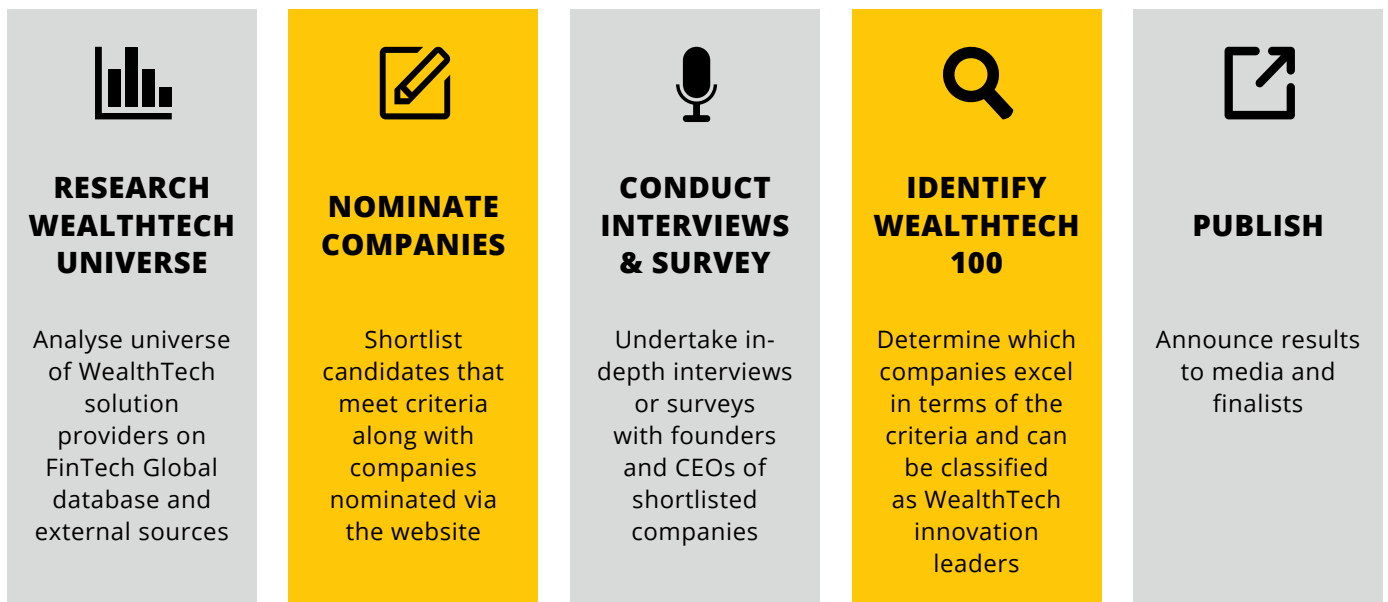 RESEARCH
WEALTHTECH
UNIVERSE
Analyse universe
of WealthTech
solution
providers on
FinTech Global
database and
external sources
NOMINATE
COMPANIES
Shortlist
candidates that
meet criteria
along with
companies
nominated via
the website
CONDUCT
INTERVIEWS
& SURVEY
Undertake in-
depth interviews
or surveys
with founders
and CEOs of
shortlisted
companies
IDENTIFY
WEALTHTECH
100
Determine which
companies excel
in terms of the
criteria and can
be classified
as WealthTech
innovation
leaders
PUBLISH
Announce results
to media and
finalists